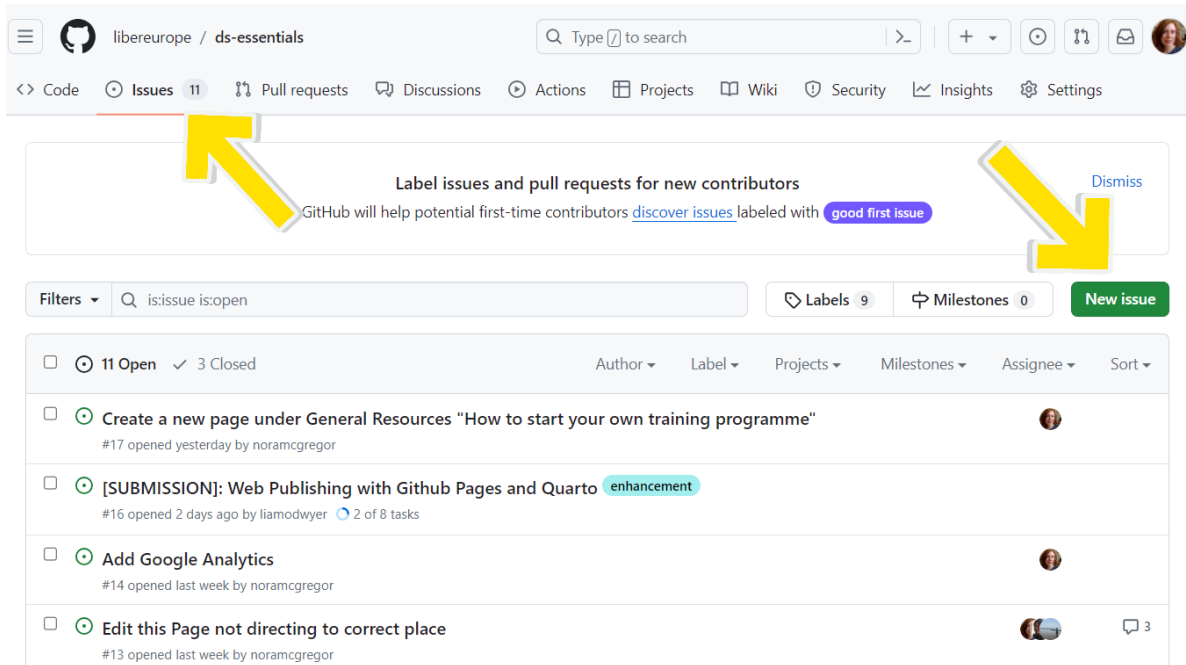 libereurope / ds-essentials
Type / to search
Code Issues 11 Pull requests Discussions Actions Projects Wiki Security Insights Settings
Label issues and pull requests for new contributors
Dismiss
GitHub will help potential first-time contributors discover issues labeled with good first issue
Filters is:issue is:open Labels 9 Milestones 0 New issue
11 Open 3 Closed Author Label Projects Milestones Assignee Sort
Create a new page under General Resources "How to start your own training programme"
#17 opened yesterday by noramcgregor
[SUBMISSION]: Web Publishing with Github Pages and Quarto enhancement
#16 opened 2 days ago by liamodwyer 2 of 8 tasks
Add Google Analytics
#14 opened last week by noramcgregor
Edit this Page not directing to correct place 3
#13 opened last week by noramcgregor